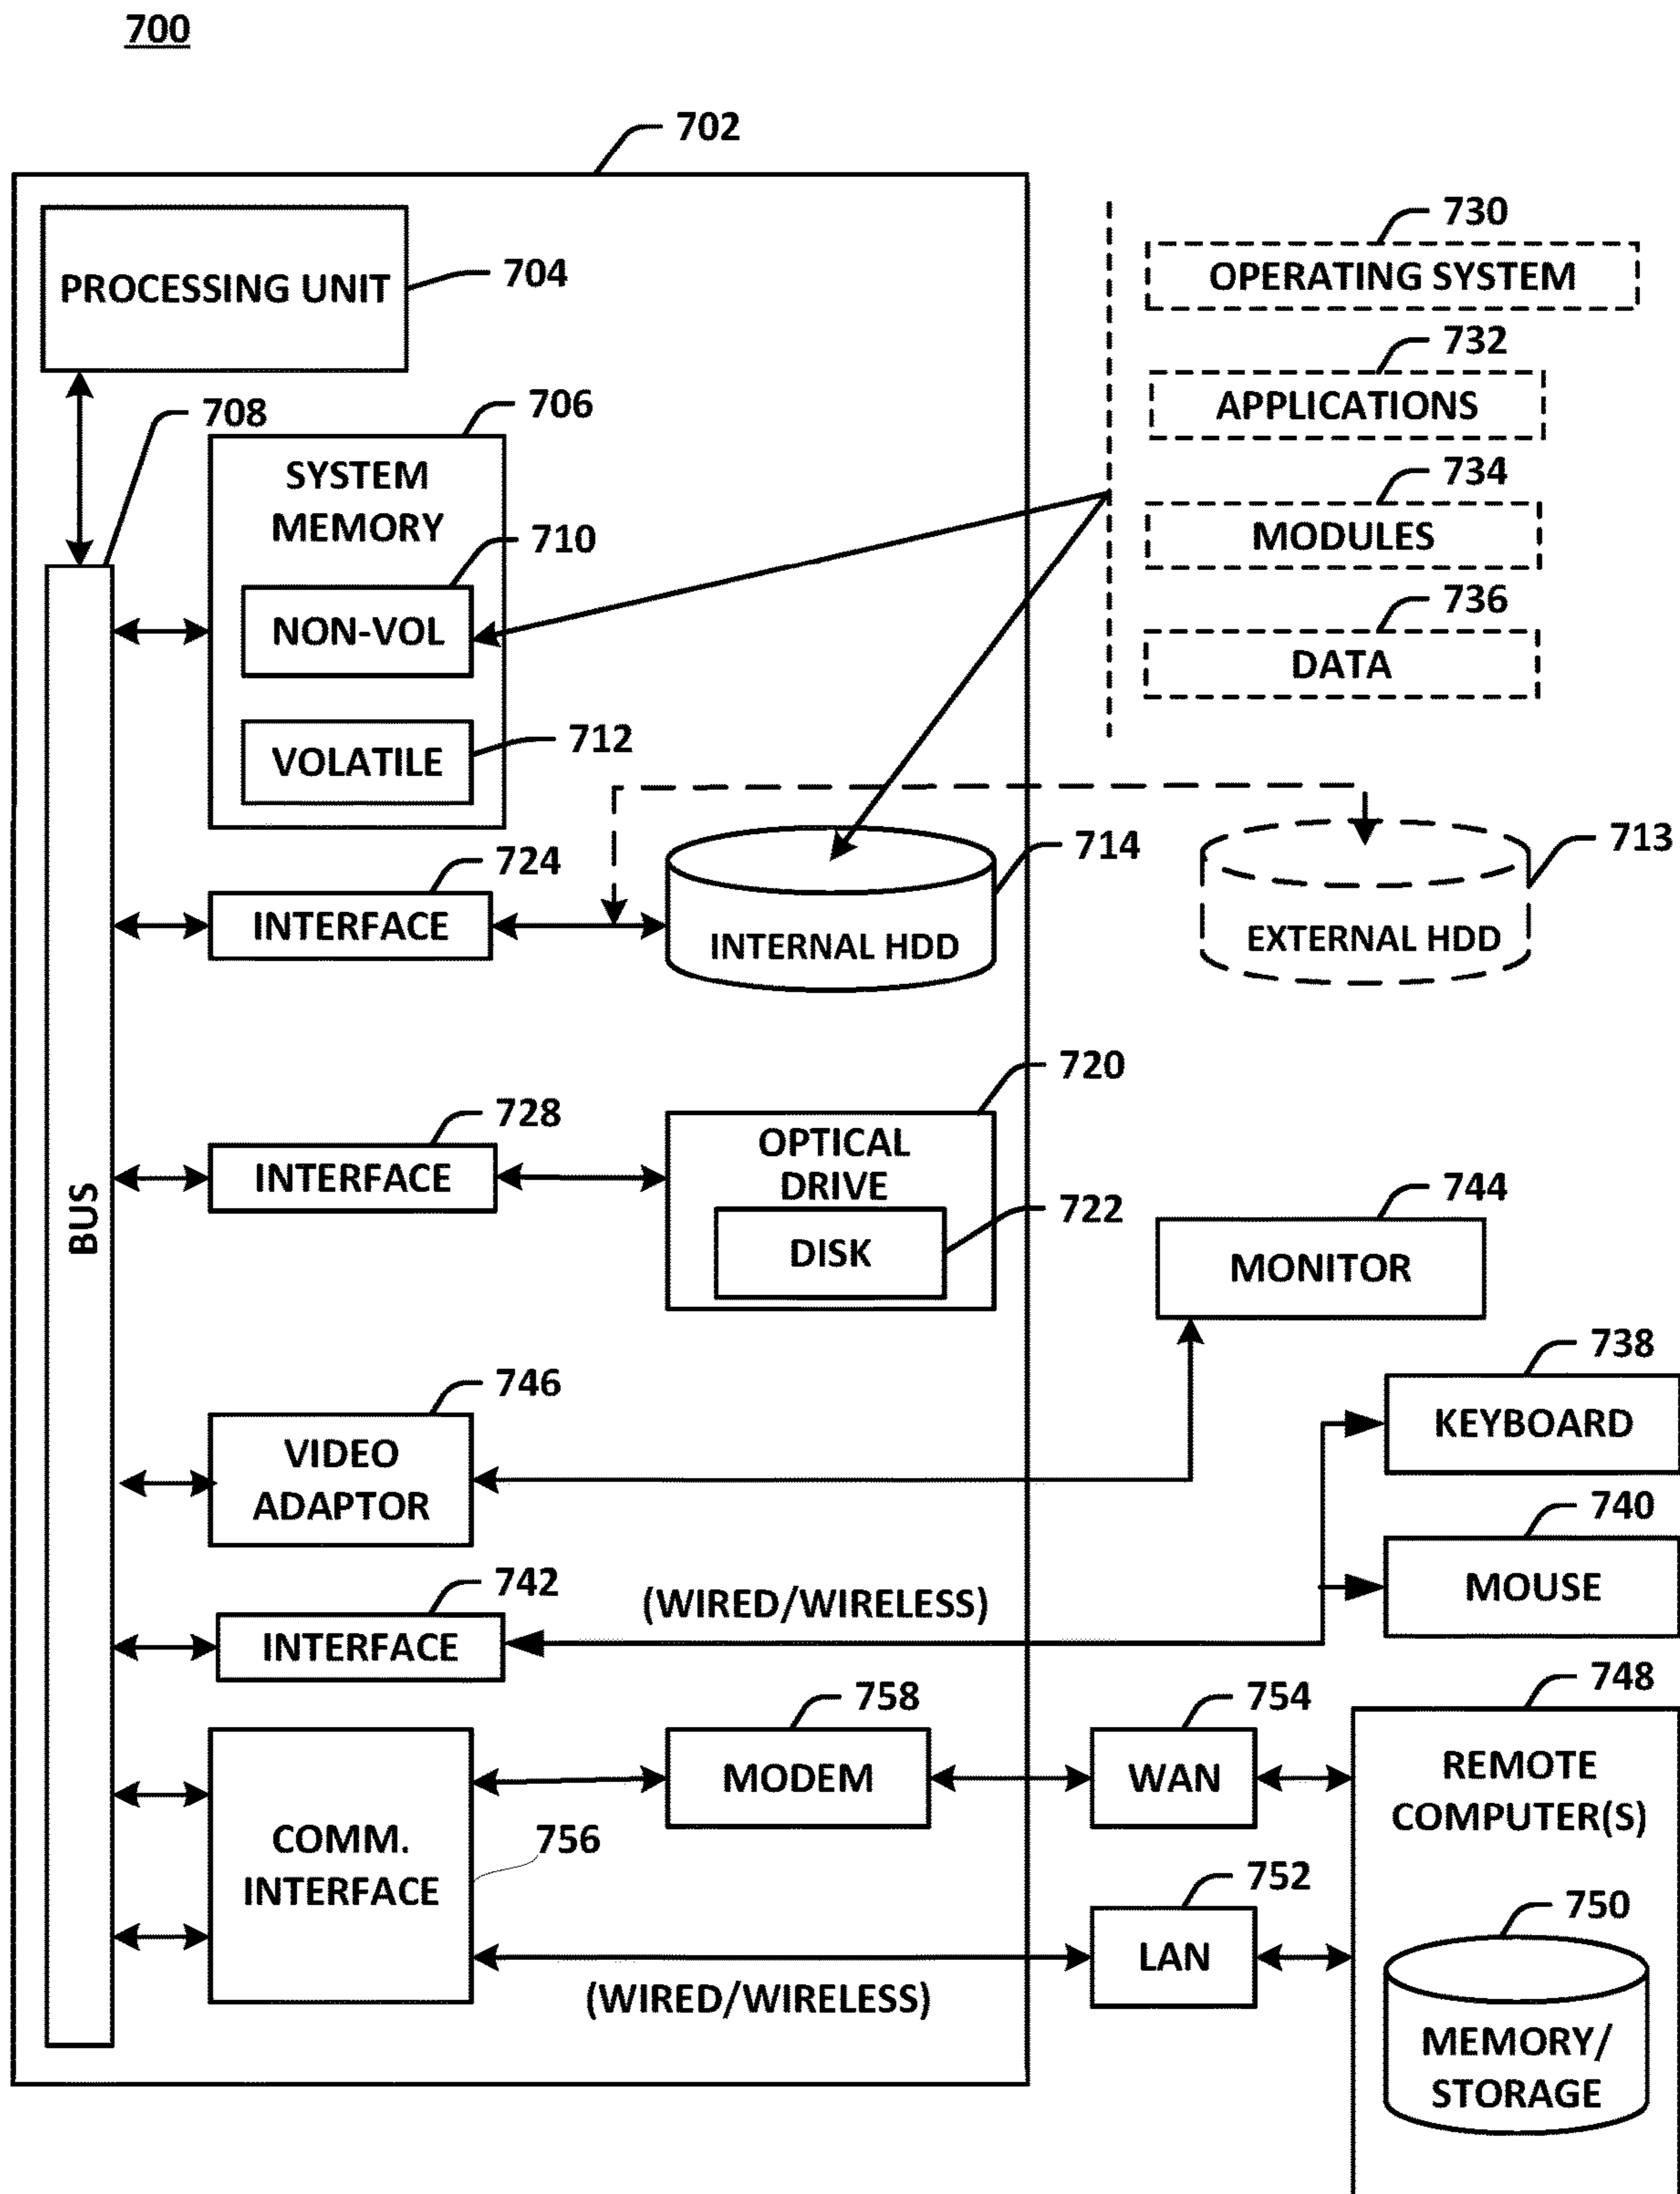 700
702
PROCESSING UNIT
704
730
OPERATING SYSTEM
732
APPLICATIONS
734
MODULES
736
DATA
708
706
SYSTEM
MEMORY
710
NON-VOL
712
VOLATILE
724
INTERFACE
714
INTERNAL HDD
713
EXTERNAL HDD
BUS
728
INTERFACE
720
OPTICAL
DRIVE
722
DISK
744
MONITOR
746
VIDEO
ADAPTOR
738
KEYBOARD
740
MOUSE
742
INTERFACE
(WIRED/WIRELESS)
758
MODEM
754
WAN
748
REMOTE
COMPUTER(S)
COMM.
INTERFACE
756
752
LAN
(WIRED/WIRELESS)
750
MEMORY/
STORAGE